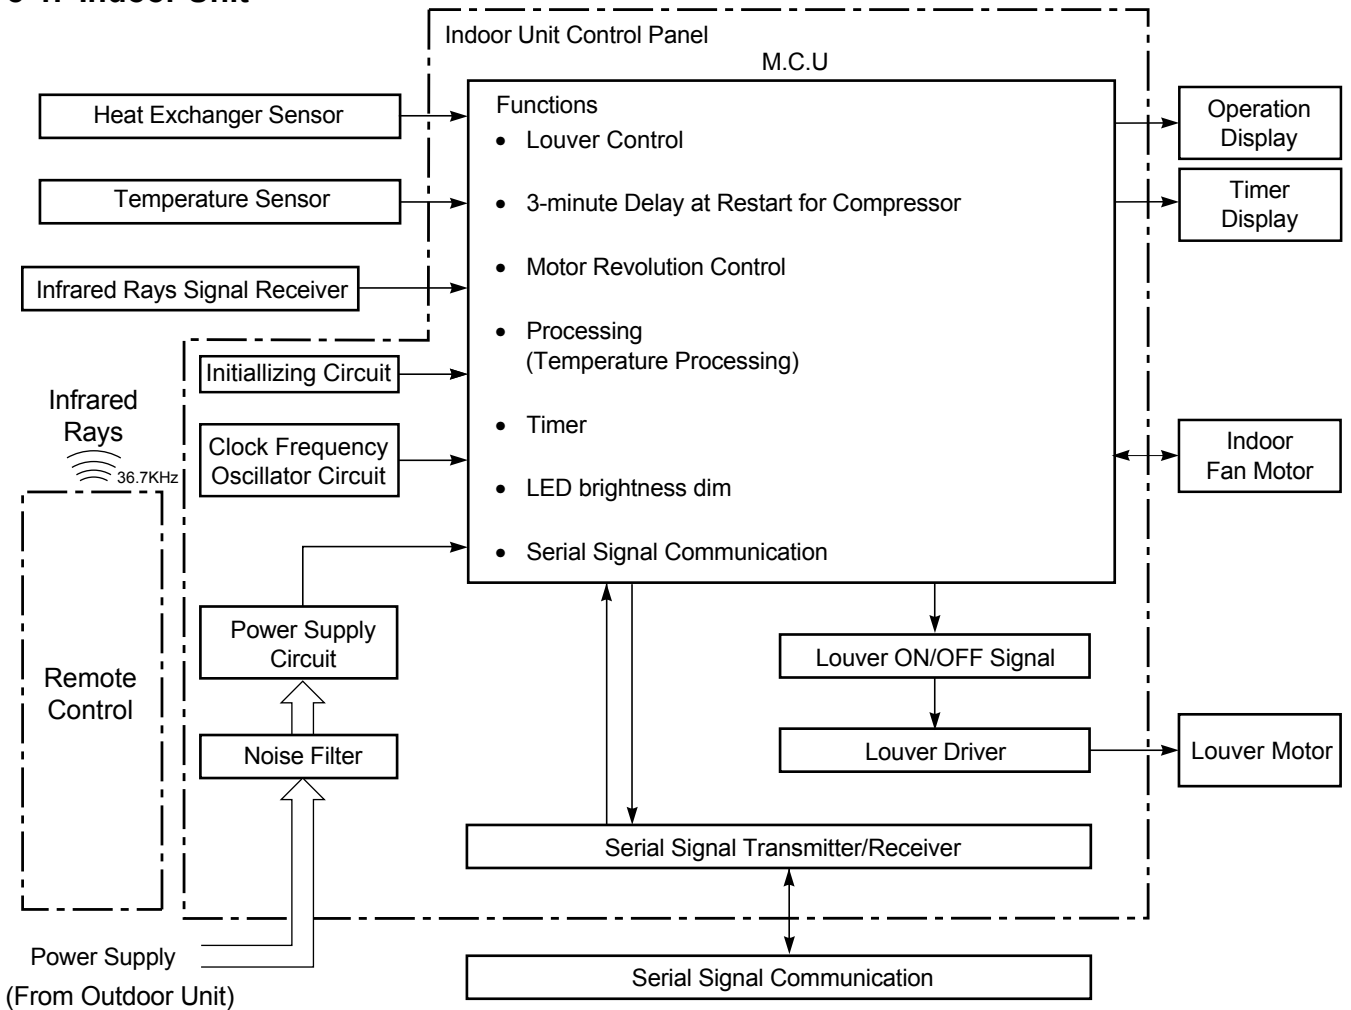 Indoor Unit Control Panel
M.C.U
Heat Exchanger Sensor
Temperature Sensor
Infrared Rays Signal Receiver
Initiallizing Circuit
Clock Frequency
Oscillator Circuit
Infrared
Rays
36.7KHz
Remote
Control
Power Supply
Circuit
Noise Filter
Power Supply
(From Outdoor Unit)
Functions
• Louver Control
• 3-minute Delay at Restart for Compressor
• Motor Revolution Control
• Processing
(Temperature Processing)
• Timer
• LED brightness dim
• Serial Signal Communication
Louver ON/OFF Signal
Louver Driver
Serial Signal Transmitter/Receiver
Serial Signal Communication
Operation
Display
Timer
Display
Indoor
Fan Motor
Louver Motor